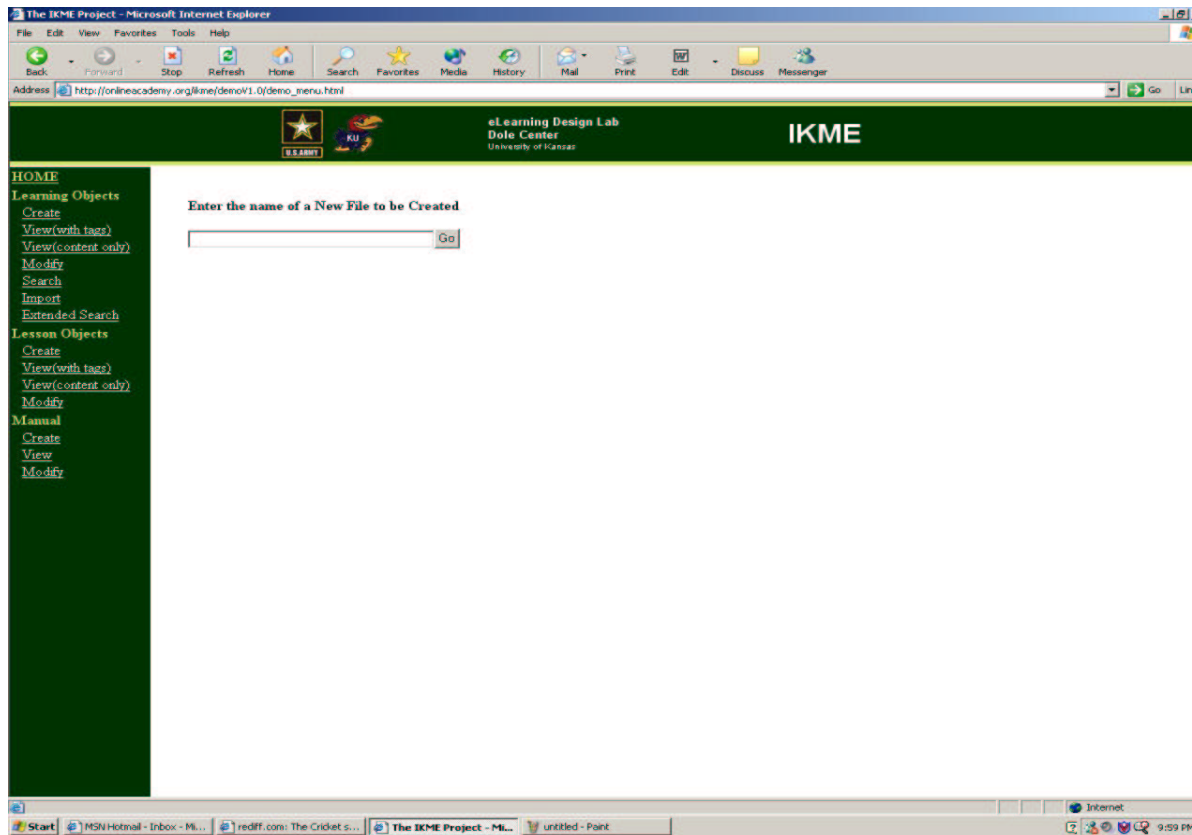 The IKME Project - Microsoft Internet Explorer
File Edit View Favorites Tools Help
Back Forward Stop Refresh Home Search Favorites Media History Mail Print Edit Discuss Messenger
Address http://onlineacademy.org/ikme/demoV1.0/demo_menu.html Go Lin
U.S.ARMY KU
eLearning Design Lab
Dole Center
University of Kansas
IKME
HOME
Learning Objects
Create
View(with tags)
View(content only)
Modify
Search
Import
Extended Search
Lesson Objects
Create
View(with tags)
View(content only)
Modify
Manual
Create
View
Modify
Enter the name of a New File to be Created
Go
Internet
Start MSN Hotmail - Inbox - Mi... rediff.com: The Cricket s... The IKME Project - Mi... untitled - Paint 9:59 PM